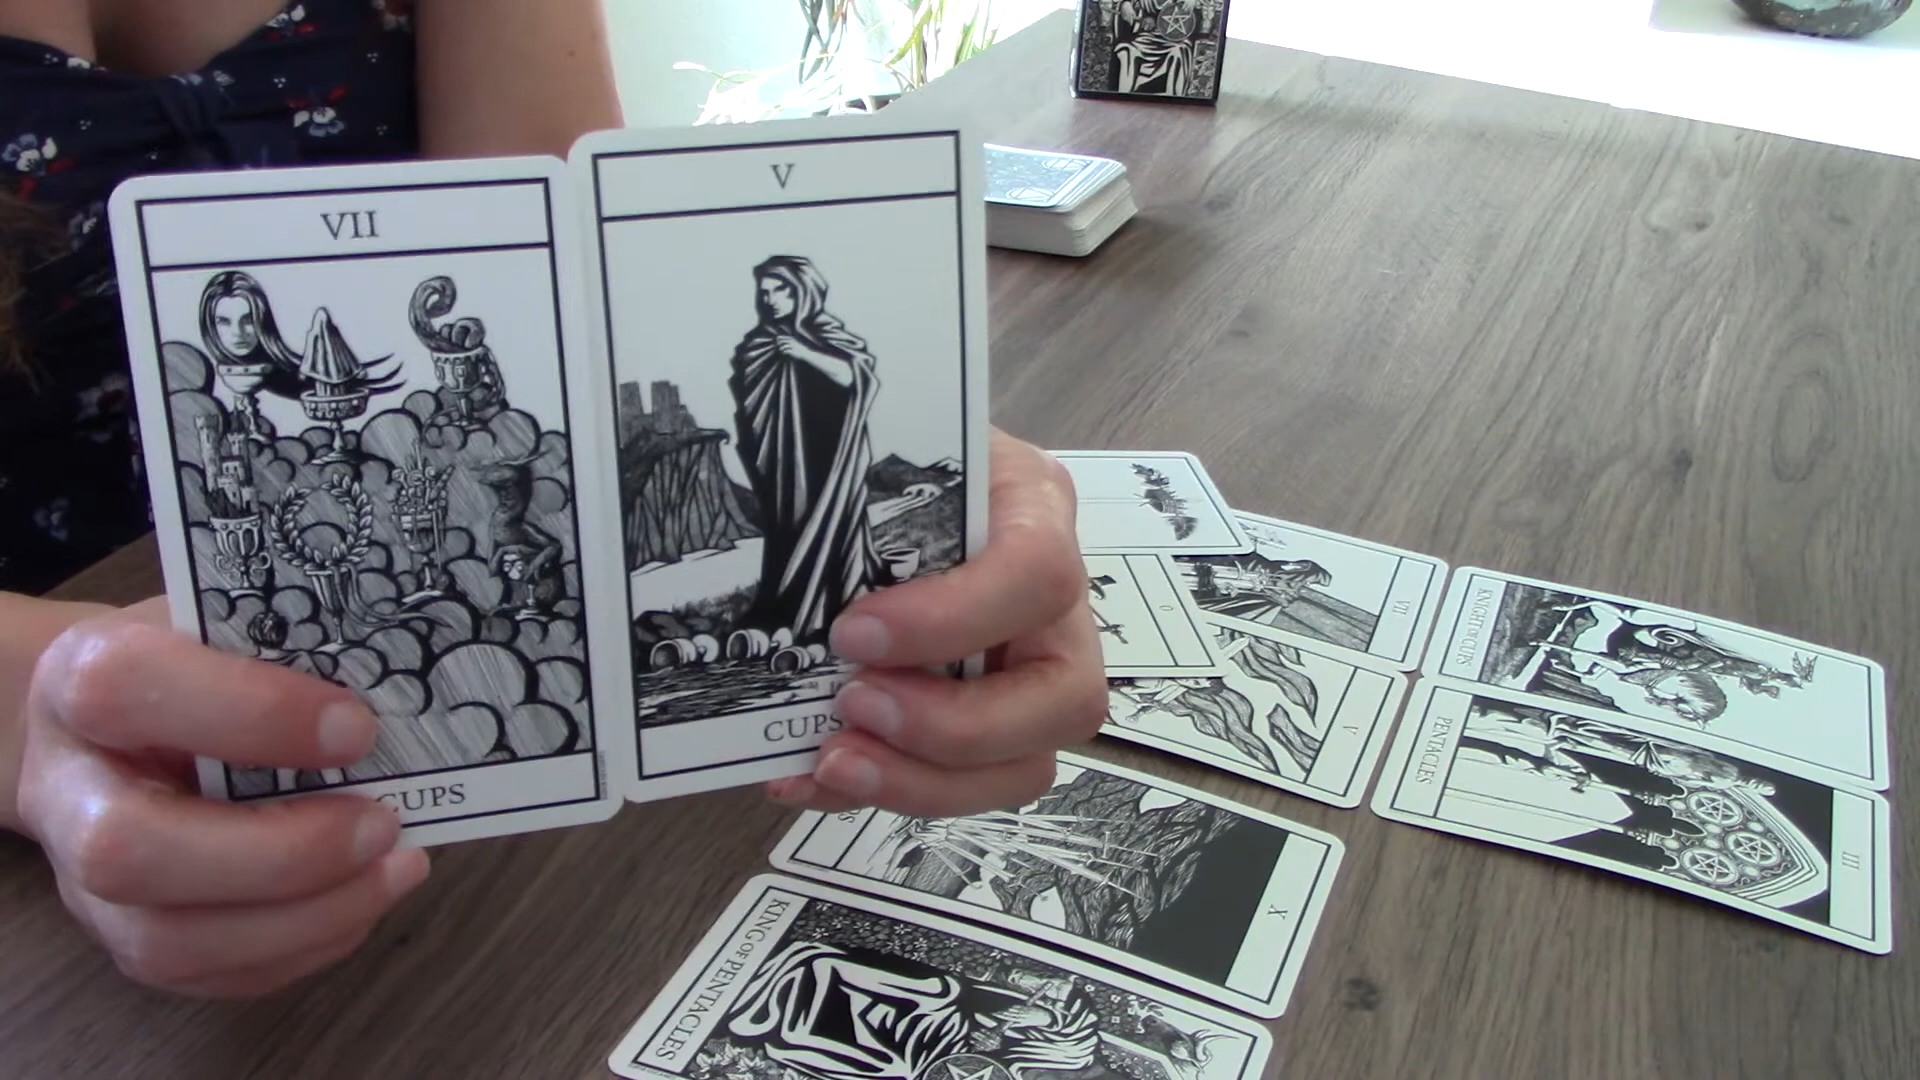 VII
CUPS
V
CUPS
O
VII
V
KNIGHT OF CUPS
PENTACLES
III
X
KING OF PENTACLES